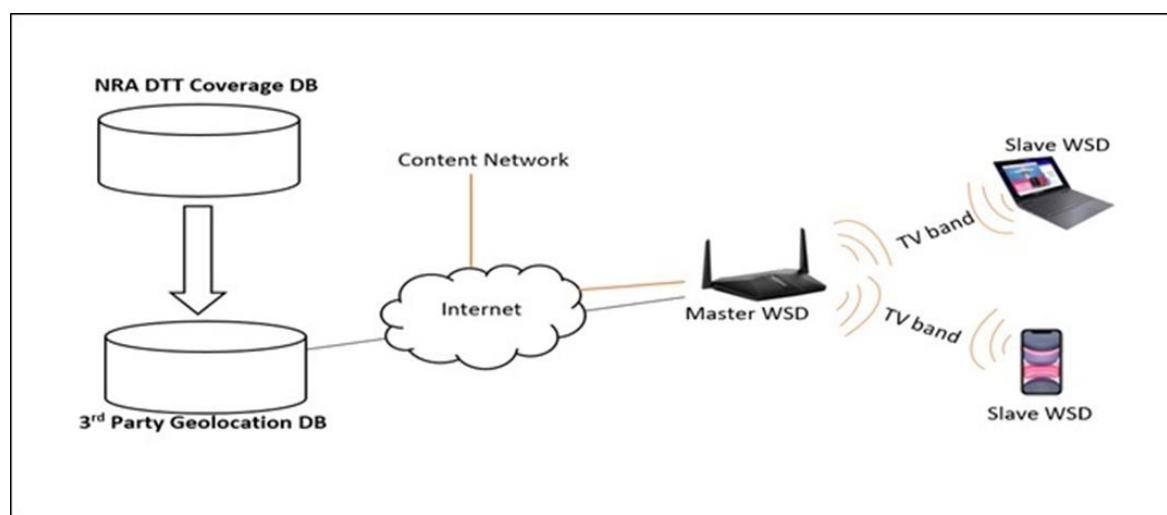 NRA DTT Coverage DB
Content Network
Slave WSD
TV band
Internet
Master WSD
TV band
3rd Party Geolocation DB
Slave WSD